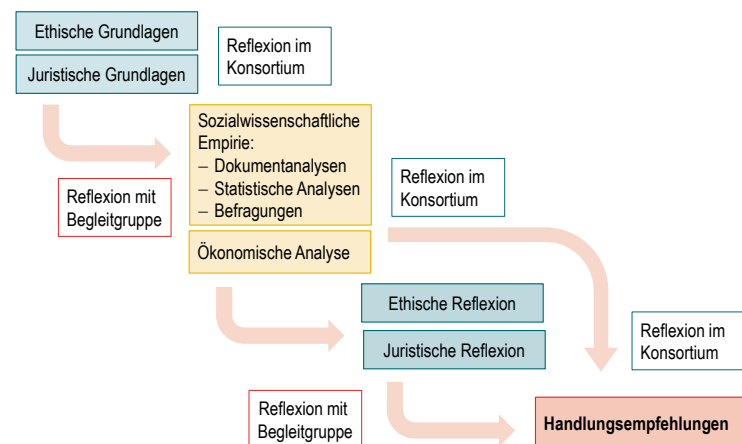 Ethische Grundlagen
Juristische Grundlagen
Reflexion im
Konsortium
Sozialwissenschaftliche
Empirie:
– Dokumentanalysen
– Statistische Analysen
– Befragungen
Reflexion mit
Begleitgruppe
Reflexion im
Konsortium
Ökonomische Analyse
Ethische Reflexion
Juristische Reflexion
Reflexion im
Konsortium
Reflexion mit
Begleitgruppe
Handlungsempfehlungen